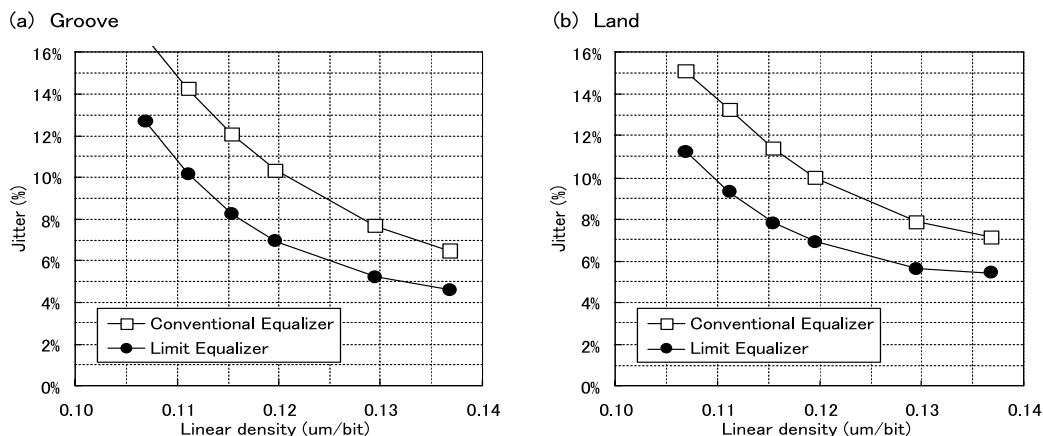 (a) Groove
16%
14%
12%
10%
8%
6%
4%
2%
0%
Jitter (%)
Conventional Equalizer
Limit Equalizer
0.10 0.11 0.12 0.13 0.14
Linear density (um/bit)
(b) Land
16%
14%
12%
10%
8%
6%
4%
2%
0%
Jitter (%)
Conventional Equalizer
Limit Equalizer
0.10 0.11 0.12 0.13 0.14
Linear density (um/bit)